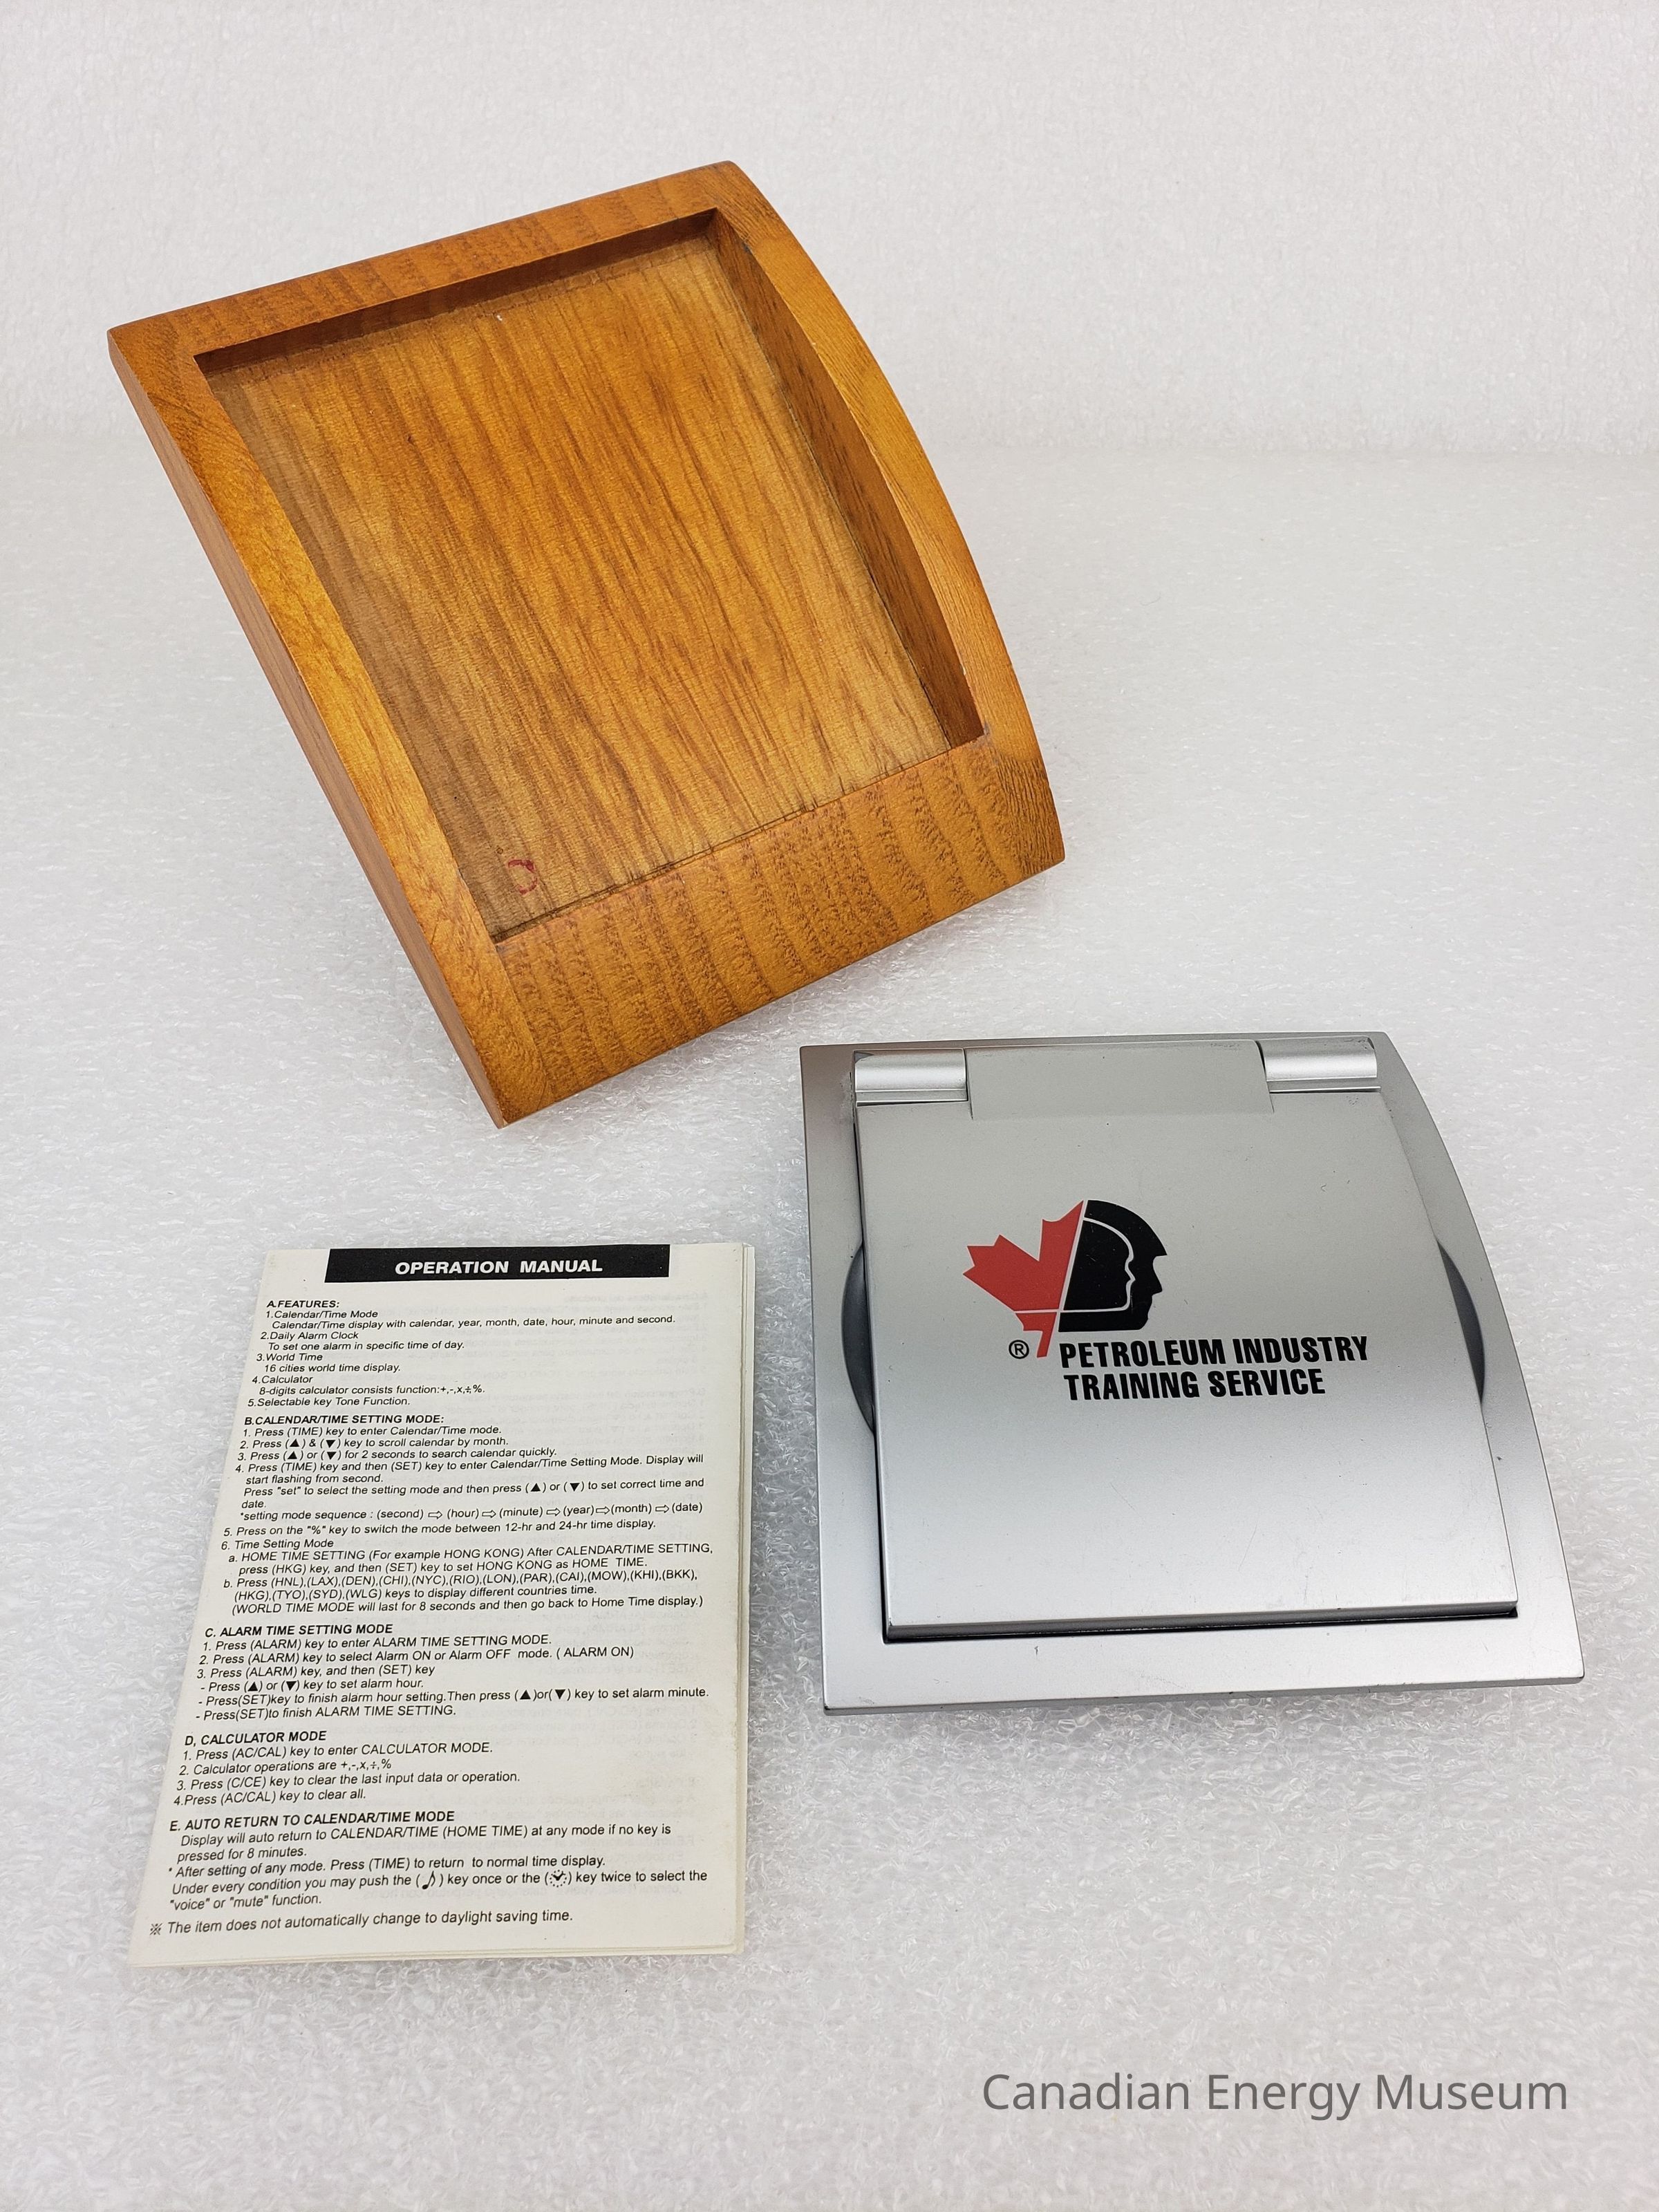 OPERATION MANUAL
A.FEATURES:
1.Calendar/Time Mode
Calendar/Time display with calendar, year, month, date, hour, minute and second.
2.Daily Alarm Clock
To set one alarm in specific time of day.
3.World Time
16 cities world time display.
4.Calculator
8-digits calculator consists function:+,-,x,÷,%.
5.Selectable key Tone Function.
B.CALENDAR/TIME SETTING MODE:
1. Press (TIME) key to enter Calendar/Time mode.
2. Press (▲) & (▼) key to scroll calendar by month.
3. Press (▲) or (▼) for 2 seconds to search calendar quickly.
4. Press (TIME) key and then (SET) key to enter Calendar/Time Setting Mode. Display will
start flashing from second.
Press "set" to select the setting mode and then press (▲) or (▼) to set correct time and
date.
*setting mode sequence : (second) ⇨ (hour) ⇨ (minute) ⇨ (year) ⇨ (month) ⇨ (date)
5. Press on the "%" key to switch the mode between 12-hr and 24-hr time display.
6. Time Setting Mode
a. HOME TIME SETTING (For example HONG KONG) After CALENDAR/TIME SETTING,
press (HKG) key, and then (SET) key to set HONG KONG as HOME TIME.
b. Press (HNL),(LAX),(DEN),(CHI),(NYC),(RIO),(LON),(PAR),(CAI),(MOW),(KHI),(BKK),
(HKG),(TYO),(SYD),(WLG) keys to display different countries time.
(WORLD TIME MODE will last for 8 seconds and then go back to Home Time display.)
C. ALARM TIME SETTING MODE
1. Press (ALARM) key to enter ALARM TIME SETTING MODE.
2. Press (ALARM) key to select Alarm ON or Alarm OFF mode. ( ALARM ON)
3. Press (ALARM) key, and then (SET) key
- Press (▲) or (▼) key to set alarm hour.
- Press(SET)key to finish alarm hour setting.Then press (▲)or(▼) key to set alarm minute.
- Press(SET)to finish ALARM TIME SETTING.
D, CALCULATOR MODE
1. Press (AC/CAL) key to enter CALCULATOR MODE.
2. Calculator operations are +,-,x,÷,%
3. Press (C/CE) key to clear the last input data or operation.
4.Press (AC/CAL) key to clear all.
E. AUTO RETURN TO CALENDAR/TIME MODE
Display will auto return to CALENDAR/TIME (HOME TIME) at any mode if no key is
pressed for 8 minutes.
* After setting of any mode. Press (TIME) to return to normal time display.
Under every condition you may push the (♪) key once or the ( ) key twice to select the
"voice" or "mute" function.
※ The item does not automatically change to daylight saving time.
® PETROLEUM INDUSTRY
TRAINING SERVICE
Canadian Energy Museum